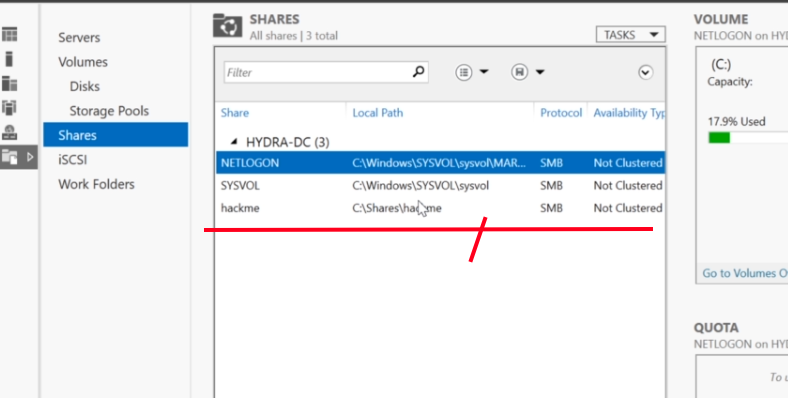 Servers
Volumes
Disks
Storage Pools
Shares
iSCSI
Work Folders
SHARES
All shares | 3 total
TASKS
Filter
Share Local Path Protocol Availability Typ
HYDRA-DC (3)
NETLOGON C:\Windows\SYSVOL\sysvol\MAR... SMB Not Clustered
SYSVOL C:\Windows\SYSVOL\sysvol SMB Not Clustered
hackme C:\Shares\hackme SMB Not Clustered
VOLUME
NETLOGON on HYD
(C:)
Capacity:
17.9% Used
Go to Volumes O
QUOTA
NETLOGON on HYD
To u